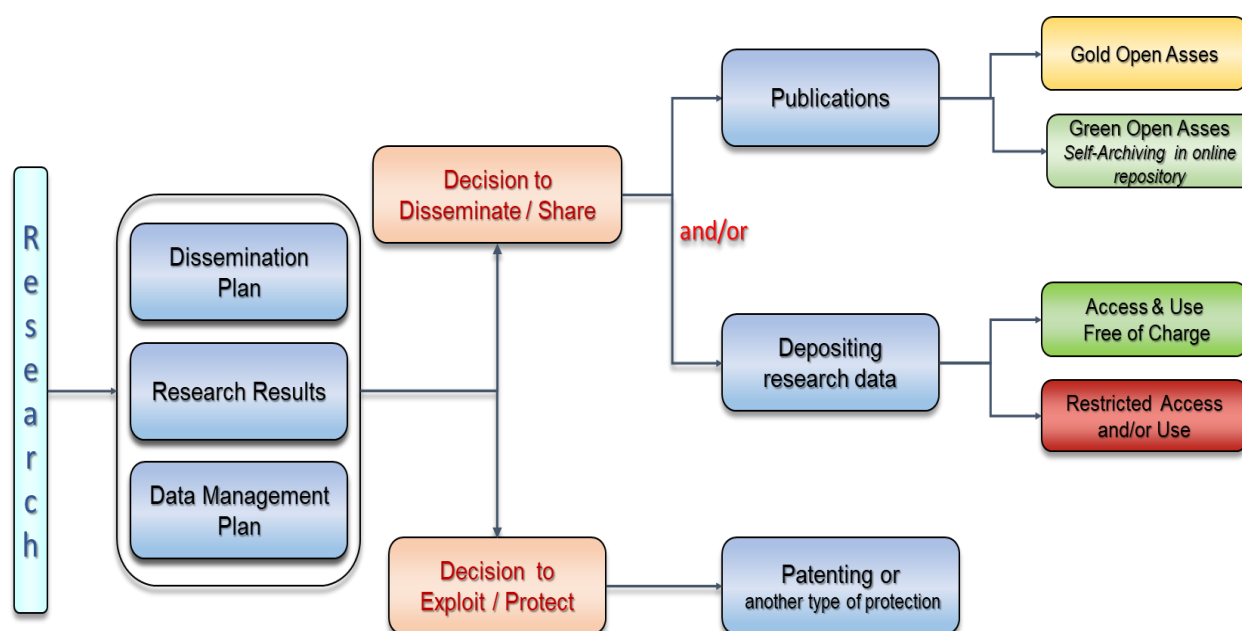 Research
Dissemination
Plan
Research Results
Data Management
Plan
Decision to
Disseminate / Share
Decision to
Exploit / Protect
and/or
Publications
Depositing
research data
Patenting or
another type of protection
Gold Open Asses
Green Open Asses
Self-Archiving in online
repository
Access & Use
Free of Charge
Restricted Access
and/or Use